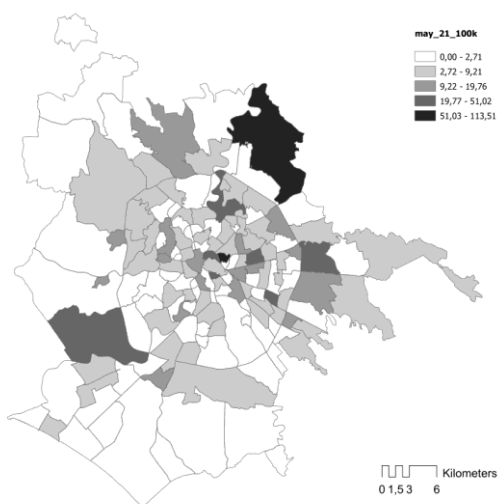 may_21_100k
0,00 - 2,71
2,72 - 9,21
9,22 - 19,76
19,77 - 51,02
51,03 - 113,51
Kilometers
0 1,5 3 6